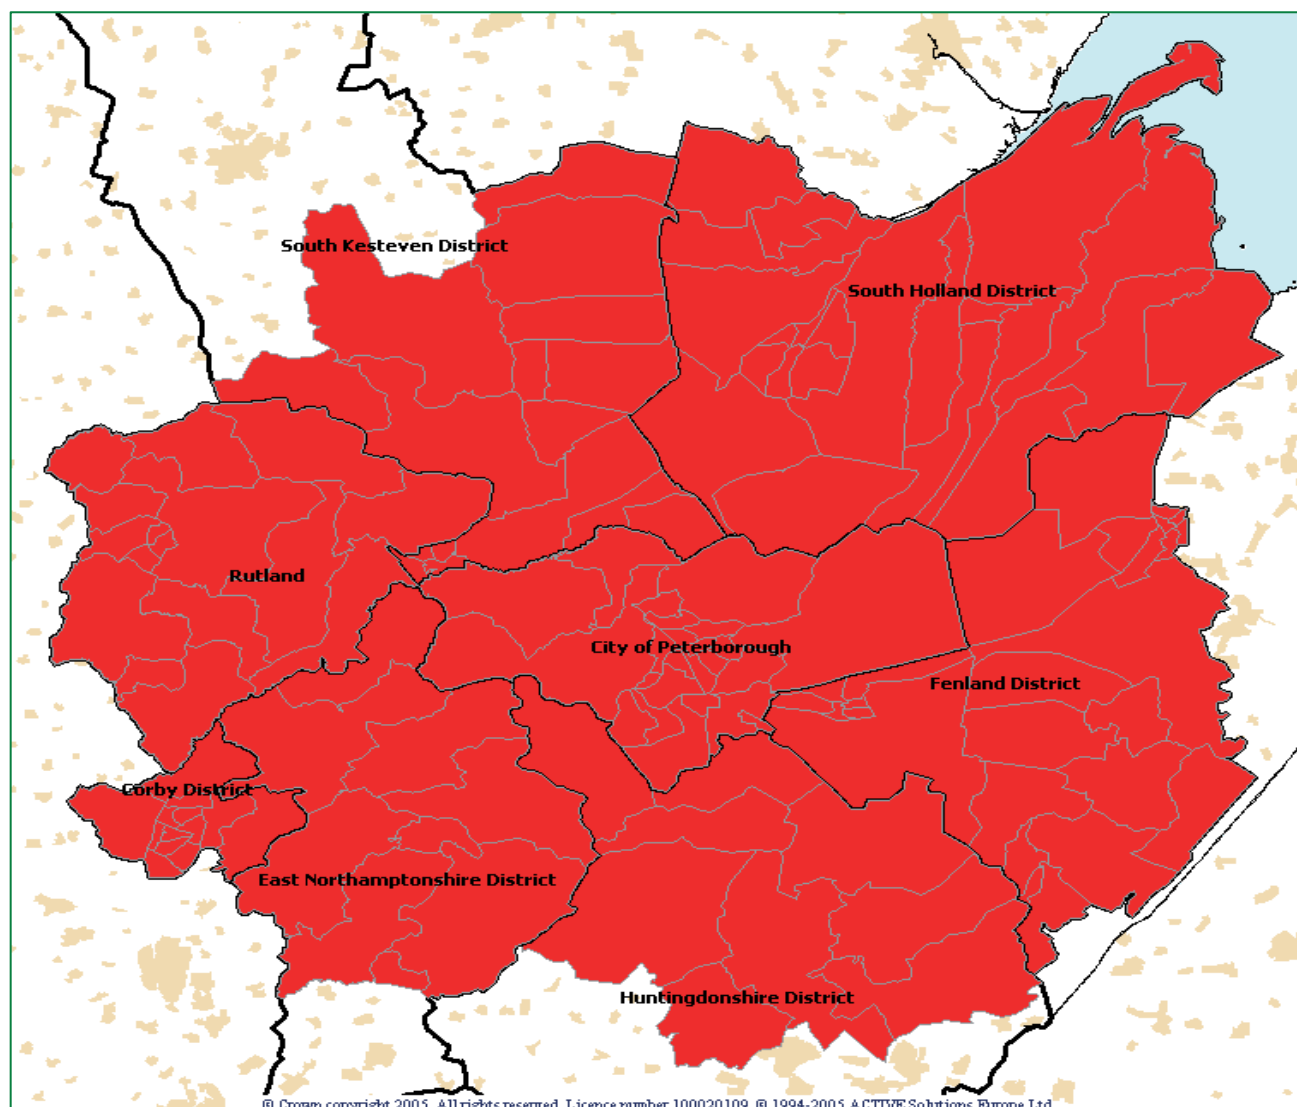 South Kesteven District
South Holland District
Rutland
City of Peterborough
Fenland District
Corby District
East Northamptonshire District
Huntingdonshire District
© Crown copyright 2005. All rights reserved. Licence number 100020109. © 1994-2005 ACTIVE Solutions Europe Ltd